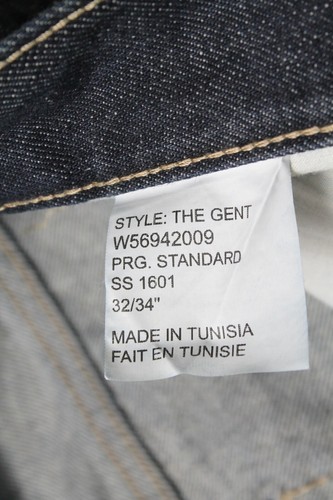 STYLE: THE GENT
W56942009
PRG. STANDARD
SS 1601
32/34"
MADE IN TUNISIA
FAIT EN TUNISIE